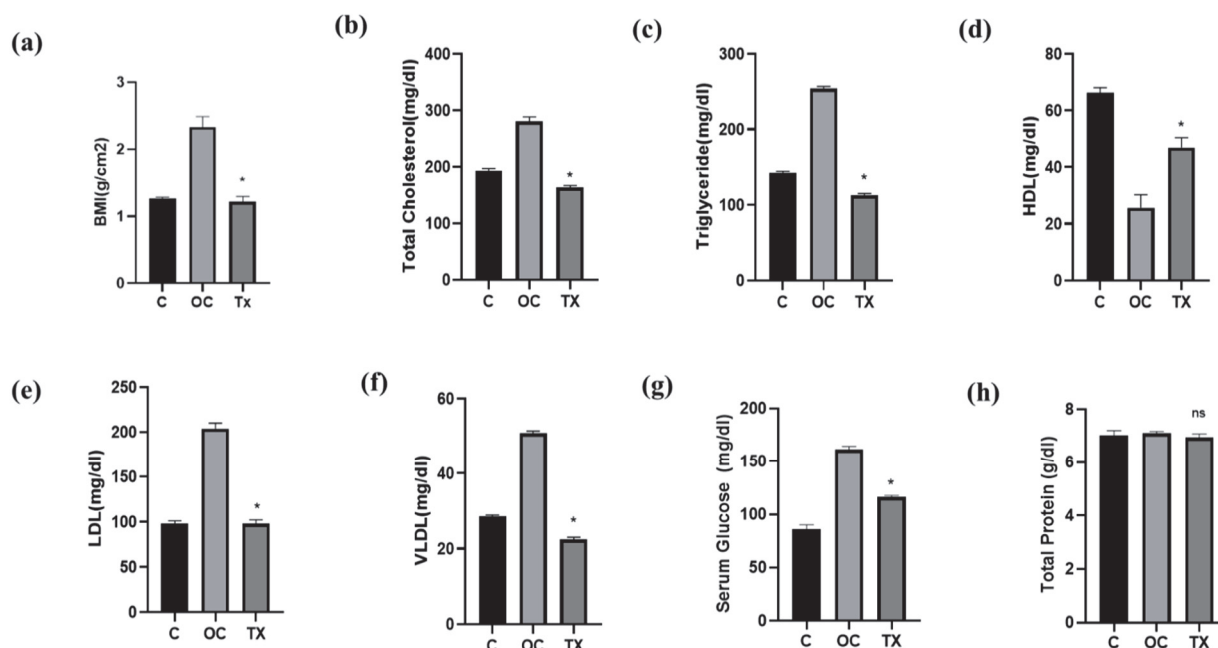 (a)
BMI(g/cm2)
3
2
1
0
*
C OC Tx
(b)
Total Cholesterol(mg/dl)
400
300
200
100
0
*
C OC TX
(c)
Triglyceride(mg/dl)
300
200
100
0
*
C OC TX
(d)
HDL(mg/dl)
80
60
40
20
0
*
C OC TX
(e)
LDL(mg/dl)
250
200
150
100
50
0
*
C OC TX
(f)
VLDL(mg/dl)
60
40
20
0
*
C OC TX
(g)
Serum Glucose (mg/dl)
200
150
100
50
0
*
C OC TX
(h)
Total Protein (g/dl)
8
6
4
2
0
ns
C OC TX